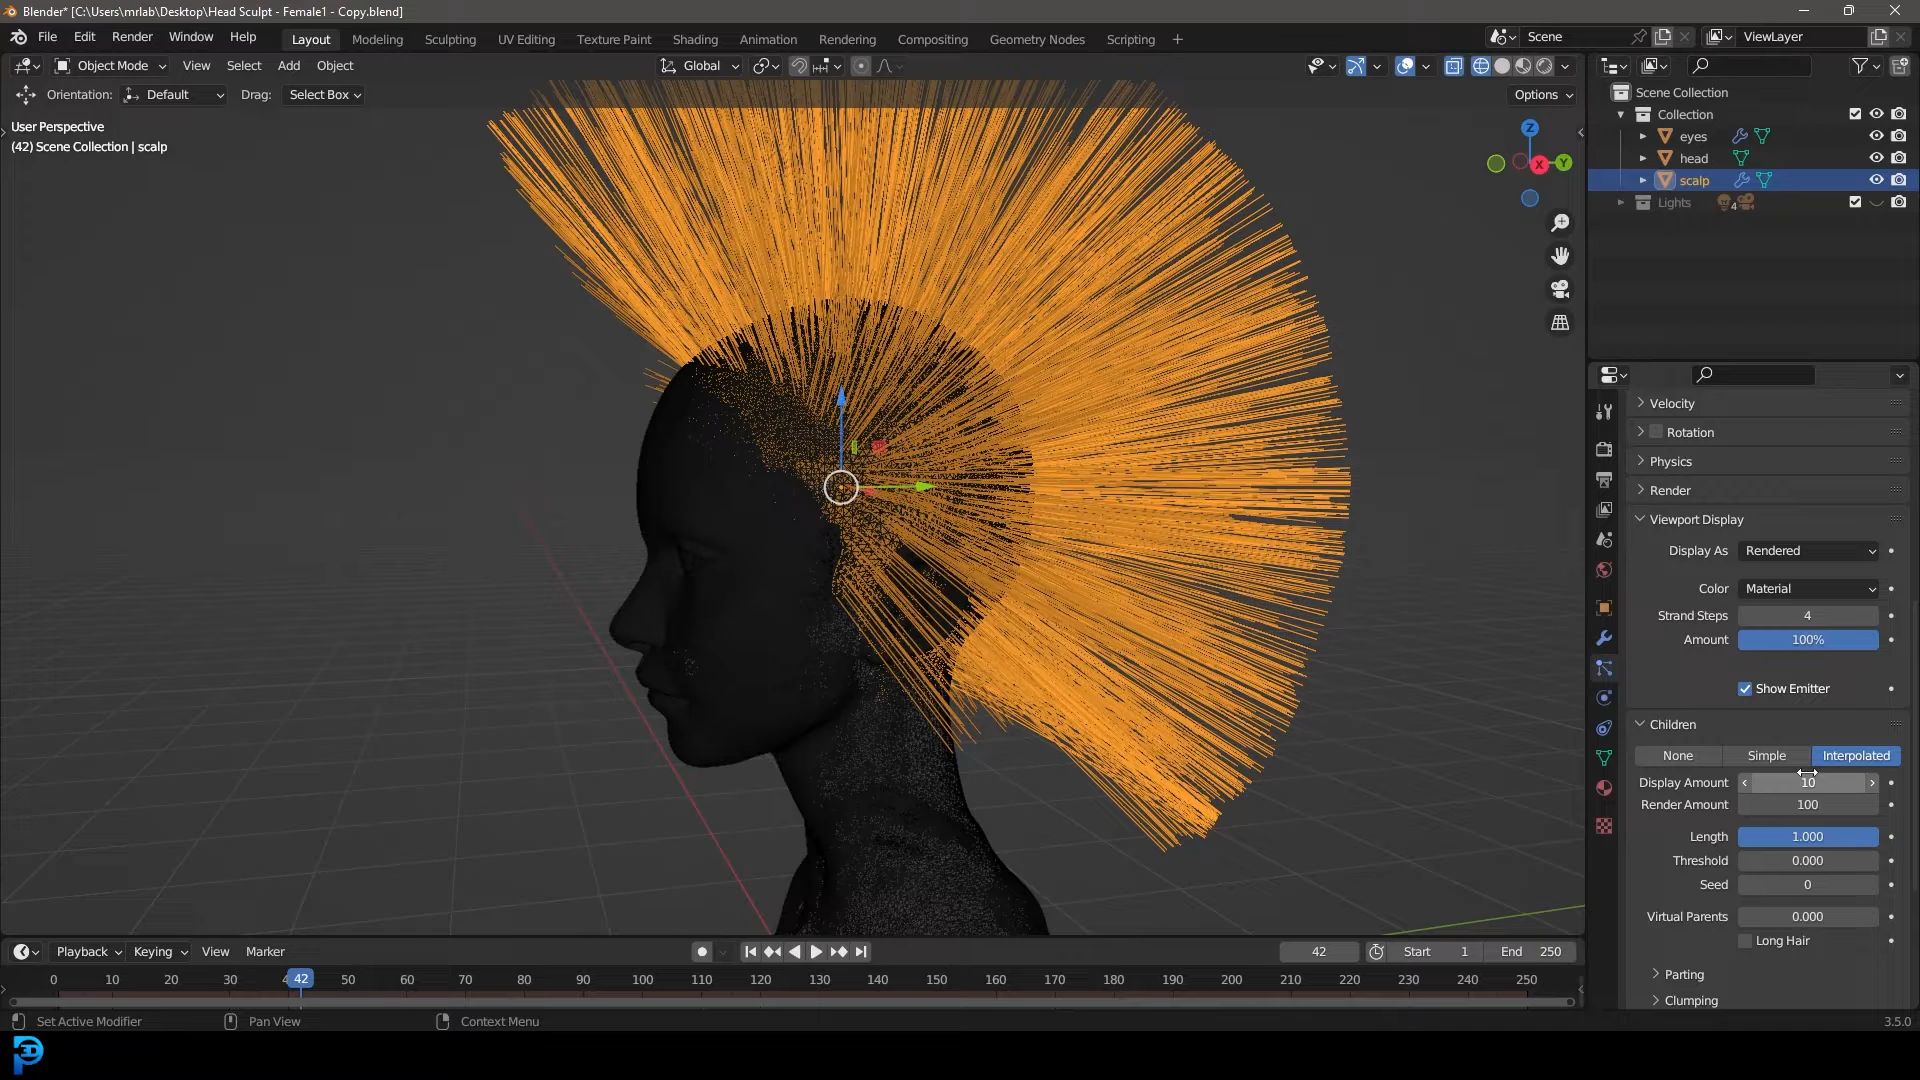 Blender* [C:\Users\mrlab\Desktop\Head Sculpt - Female1 - Copy.blend]
File Edit Render Window Help Layout Modeling Sculpting UV Editing Texture Paint Shading Animation Rendering Compositing Geometry Nodes Scripting + Scene ViewLayer
Object Mode View Select Add Object Global
Orientation: Default Drag: Select Box Options
User Perspective
(42) Scene Collection | scalp
Z
X
Y
Scene Collection
Collection
eyes
head
scalp
Lights 4
Velocity
Rotation
Physics
Render
Viewport Display
Display As Rendered
Color Material
Strand Steps 4
Amount 100%
Show Emitter
Children
None Simple Interpolated
Display Amount 10
Render Amount 100
Length 1.000
Threshold 0.000
Seed 0
Virtual Parents 0.000
Long Hair
Parting
Clumping
Playback Keying View Marker 42 Start 1 End 250
0 10 20 30 4 42 50 60 70 80 90 100 110 120 130 140 150 160 170 180 190 200 210 220 230 240 250
Set Active Modifier Pan View Context Menu 3.5.0